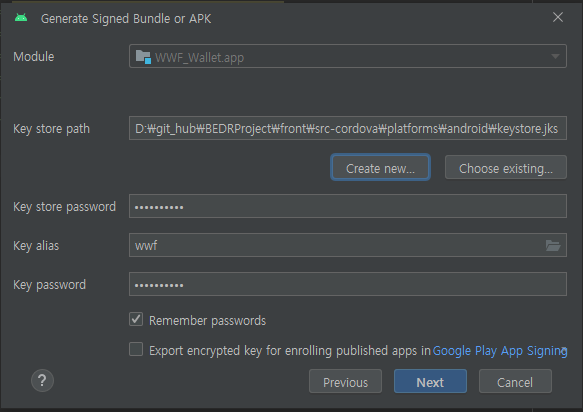 Generate Signed Bundle or APK
Module
WWF_Wallet.app
Key store path
D:₩git_hub₩BEDRProject₩front₩src-cordova₩platforms₩android₩keystore.jks
Create new...
Choose existing...
Key store password
••••••••••
Key alias
wwf
Key password
••••••••••
Remember passwords
Export encrypted key for enrolling published apps in Google Play App Signing
?
Previous
Next
Cancel